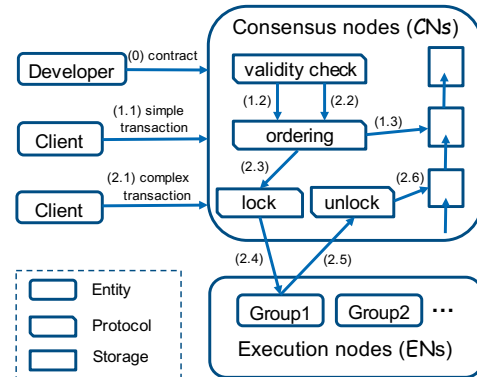 Consensus nodes (CNs)
(0) contract
Developer
validity check
(1.1) simple
transaction
(1.2)
(2.2)
Client
ordering
(1.3)
(2.3)
(2.1) complex
transaction
Client
lock
unlock
(2.6)
(2.4)
(2.5)
Entity
Protocol
Storage
Group1
Group2
...
Execution nodes (ENs)